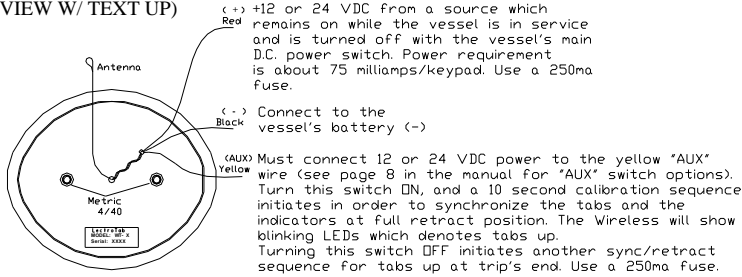 VIEW W/ TEXT UP)
(+) Red
+12 or 24 VDC from a source which
remains on while the vessel is in service
and is turned off with the vessel's main
D.C. power switch. Power requirement
is about 75 milliamps/keypad. Use a 250ma
fuse.
Antenna
(-) Black
Connect to the
vessel's battery (-)
(AUX) Yellow
Must connect 12 or 24 VDC power to the yellow "AUX"
wire (see page 8 in the manual for "AUX" switch options).
Turn this switch ON, and a 10 second calibration sequence
initiates in order to synchronize the tabs and the
indicators at full retract position. The Wireless will show
blinking LEDs which denotes tabs up.
Turning this switch OFF initiates another sync/retract
sequence for tabs up at trip's end. Use a 250ma fuse.
Metric
4/40
LectroTab
MODEL: WT- X
Serial: XXXX